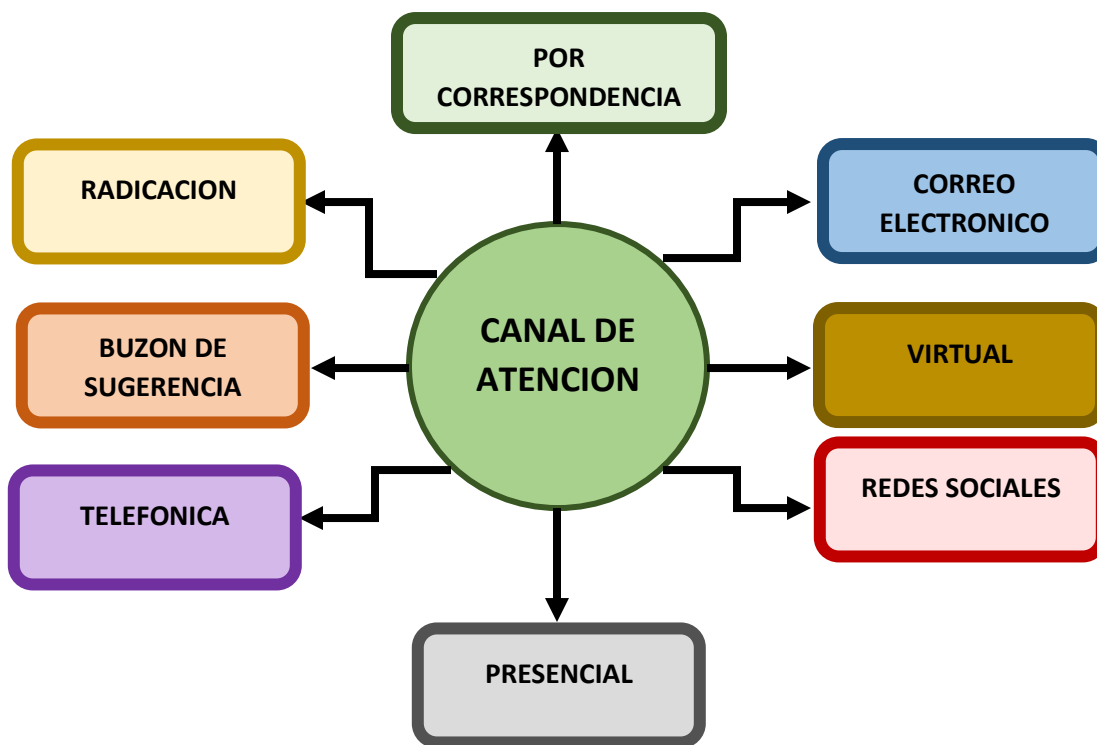 POR
CORRESPONDENCIA
RADICACION
CORREO
ELECTRONICO
CANAL DE
ATENCION
BUZON DE
SUGERENCIA
VIRTUAL
TELEFONICA
REDES SOCIALES
PRESENCIAL